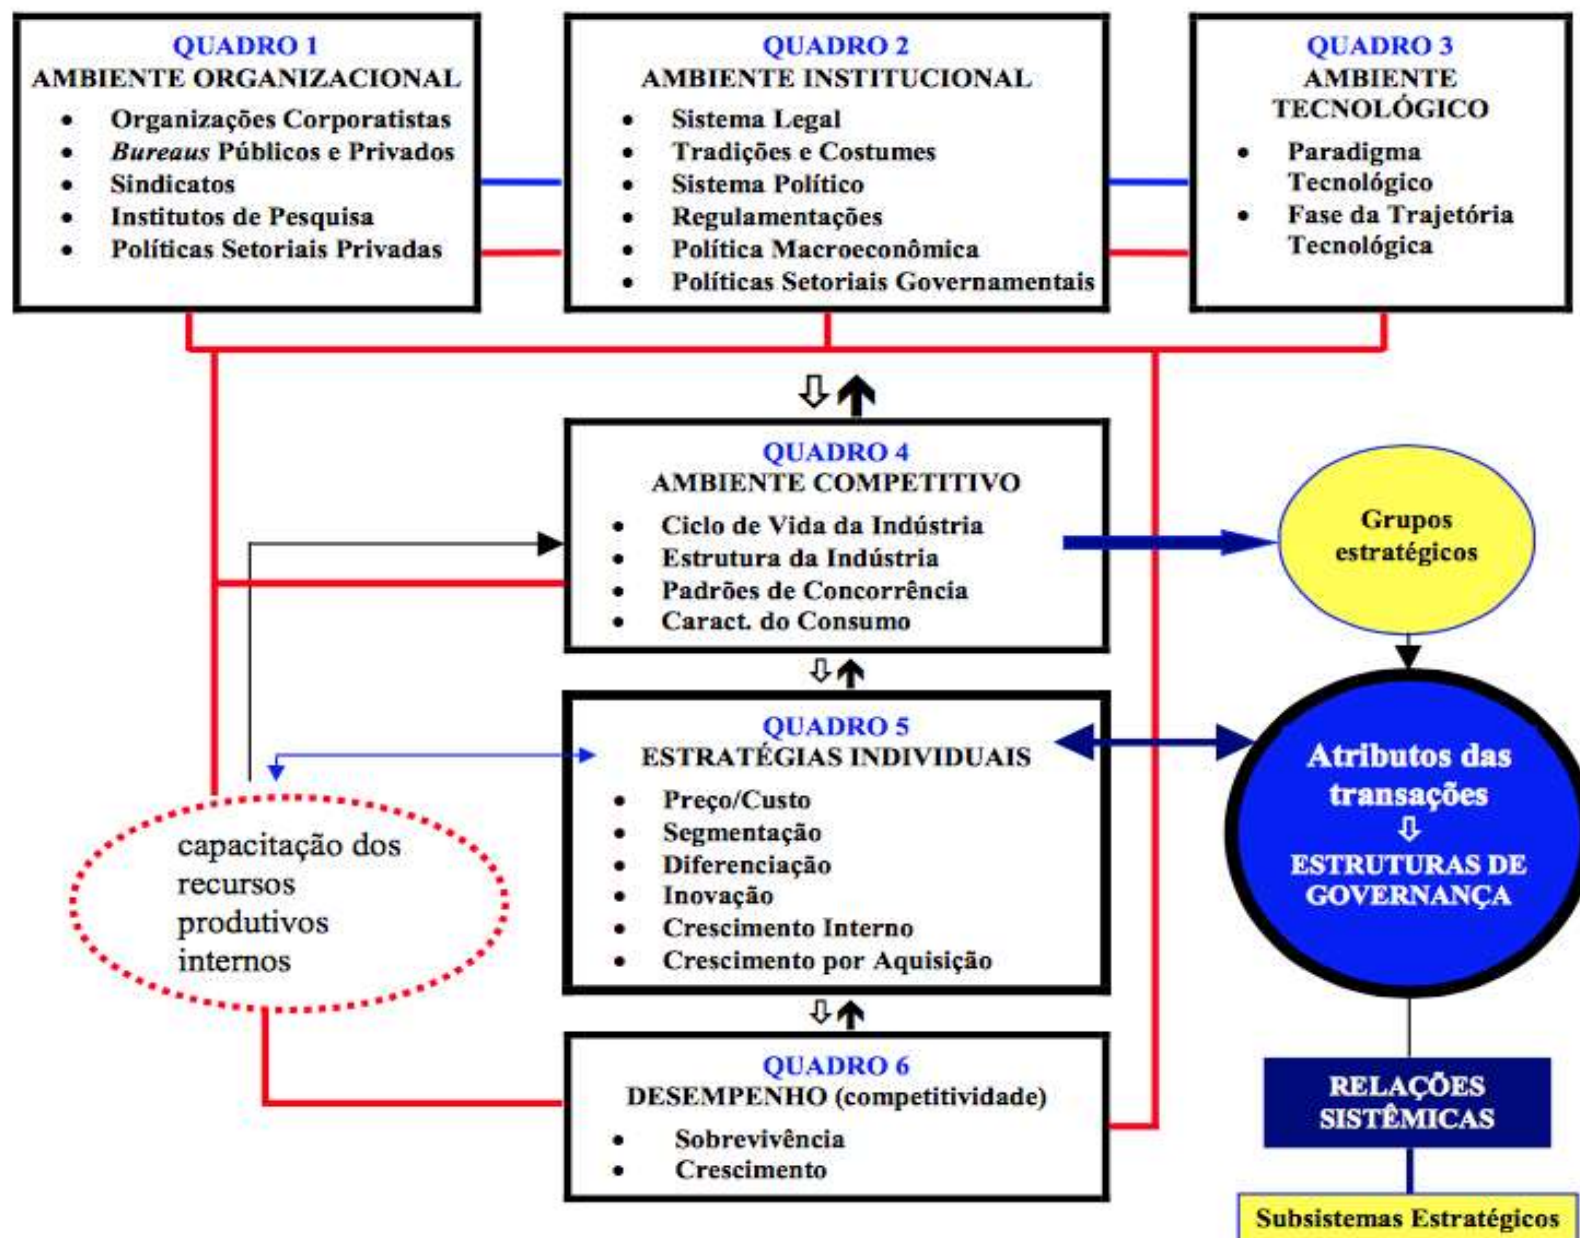 QUADRO 1
AMBIENTE ORGANIZACIONAL
• Organizações Corporatistas
• Bureaus Públicos e Privados
• Sindicatos
• Institutos de Pesquisa
• Políticas Setoriais Privadas
QUADRO 2
AMBIENTE INSTITUCIONAL
• Sistema Legal
• Tradições e Costumes
• Sistema Político
• Regulamentações
• Política Macroeconômica
• Políticas Setoriais Governamentais
QUADRO 3
AMBIENTE
TECNOLÓGICO
• Paradigma
Tecnológico
• Fase da Trajetória
Tecnológica
QUADRO 4
AMBIENTE COMPETITIVO
• Ciclo de Vida da Indústria
• Estrutura da Indústria
• Padrões de Concorrência
• Caract. do Consumo
Grupos
estratégicos
QUADRO 5
ESTRATÉGIAS INDIVIDUAIS
• Preço/Custo
• Segmentação
• Diferenciação
• Inovação
• Crescimento Interno
• Crescimento por Aquisição
Atributos das
transações
ESTRUTURAS DE
GOVERNANÇA
capacitação dos
recursos
produtivos
internos
QUADRO 6
DESEMPENHO (competitividade)
• Sobrevivência
• Crescimento
RELAÇÕES
SISTÊMICAS
Subsistemas Estratégicos